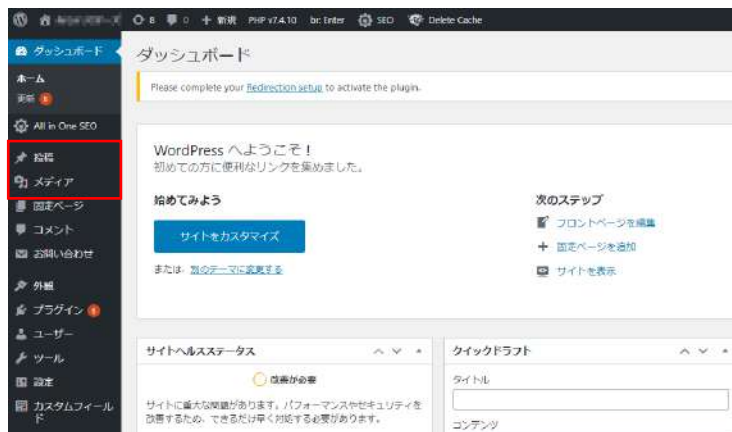 8 0 + 新規 PHP v7.4.10 br: Enter SEO Delete Cache
ダッシュボード
ホーム
更新 8
All in One SEO
投稿
メディア
固定ページ
コメント
お問い合わせ
外観
プラグイン
ユーザー
ツール
設定
カスタムフィール
ド
ダッシュボード
Please complete your Redirection setup to activate the plugin.
WordPress へようこそ !
初めての方に便利なリンクを集めました。
始めてみよう
サイトをカスタマイズ
または、別のテーマに変更する
次のステップ
フロントページを編集
固定ページを追加
サイトを表示
サイトヘルスステータス
改善が必要
サイトに重大な問題があります。パフォーマンスやセキュリティを
改善するため、できるだけ早く対処する必要があります。
クイックドラフト
タイトル
コンテンツ